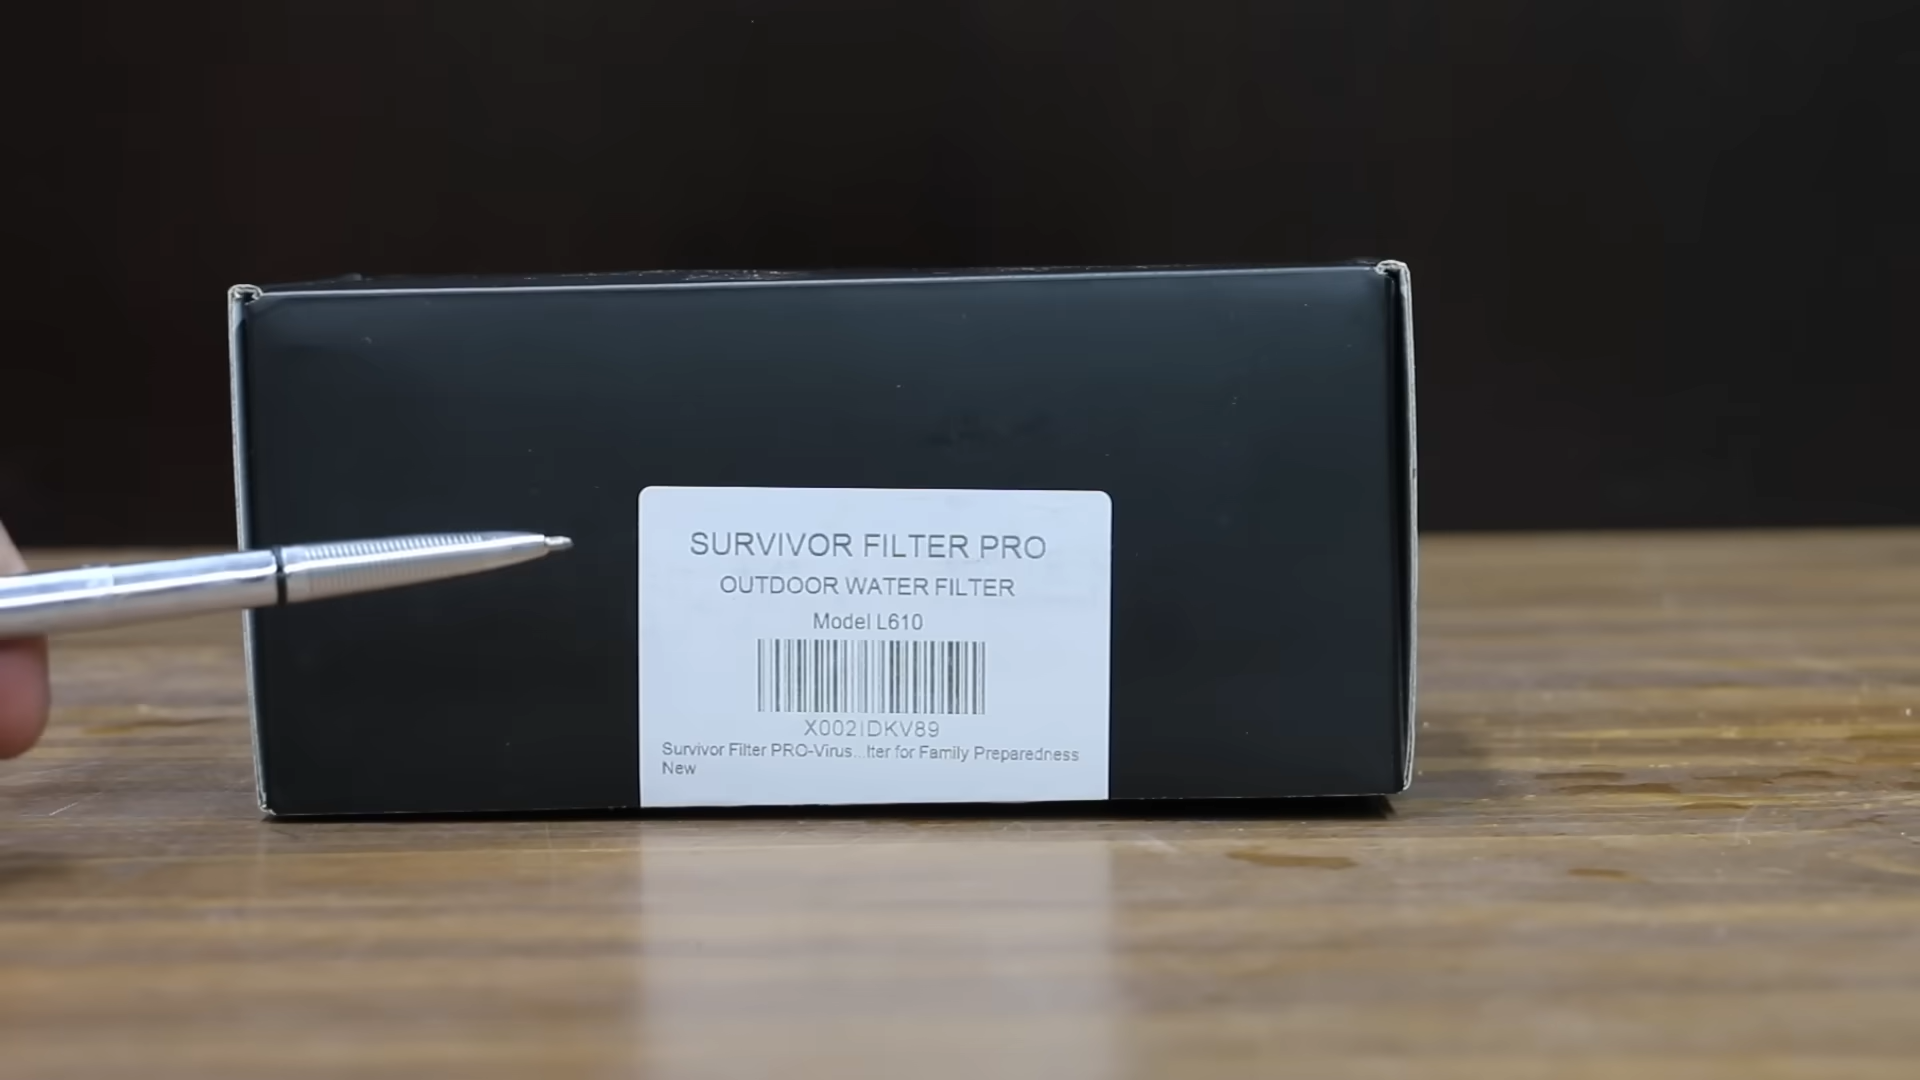 SURVIVOR FILTER PRO
OUTDOOR WATER FILTER
Model L610
X002IDKV89
Survivor Filter PRO-Virus...lter for Family Preparedness
New